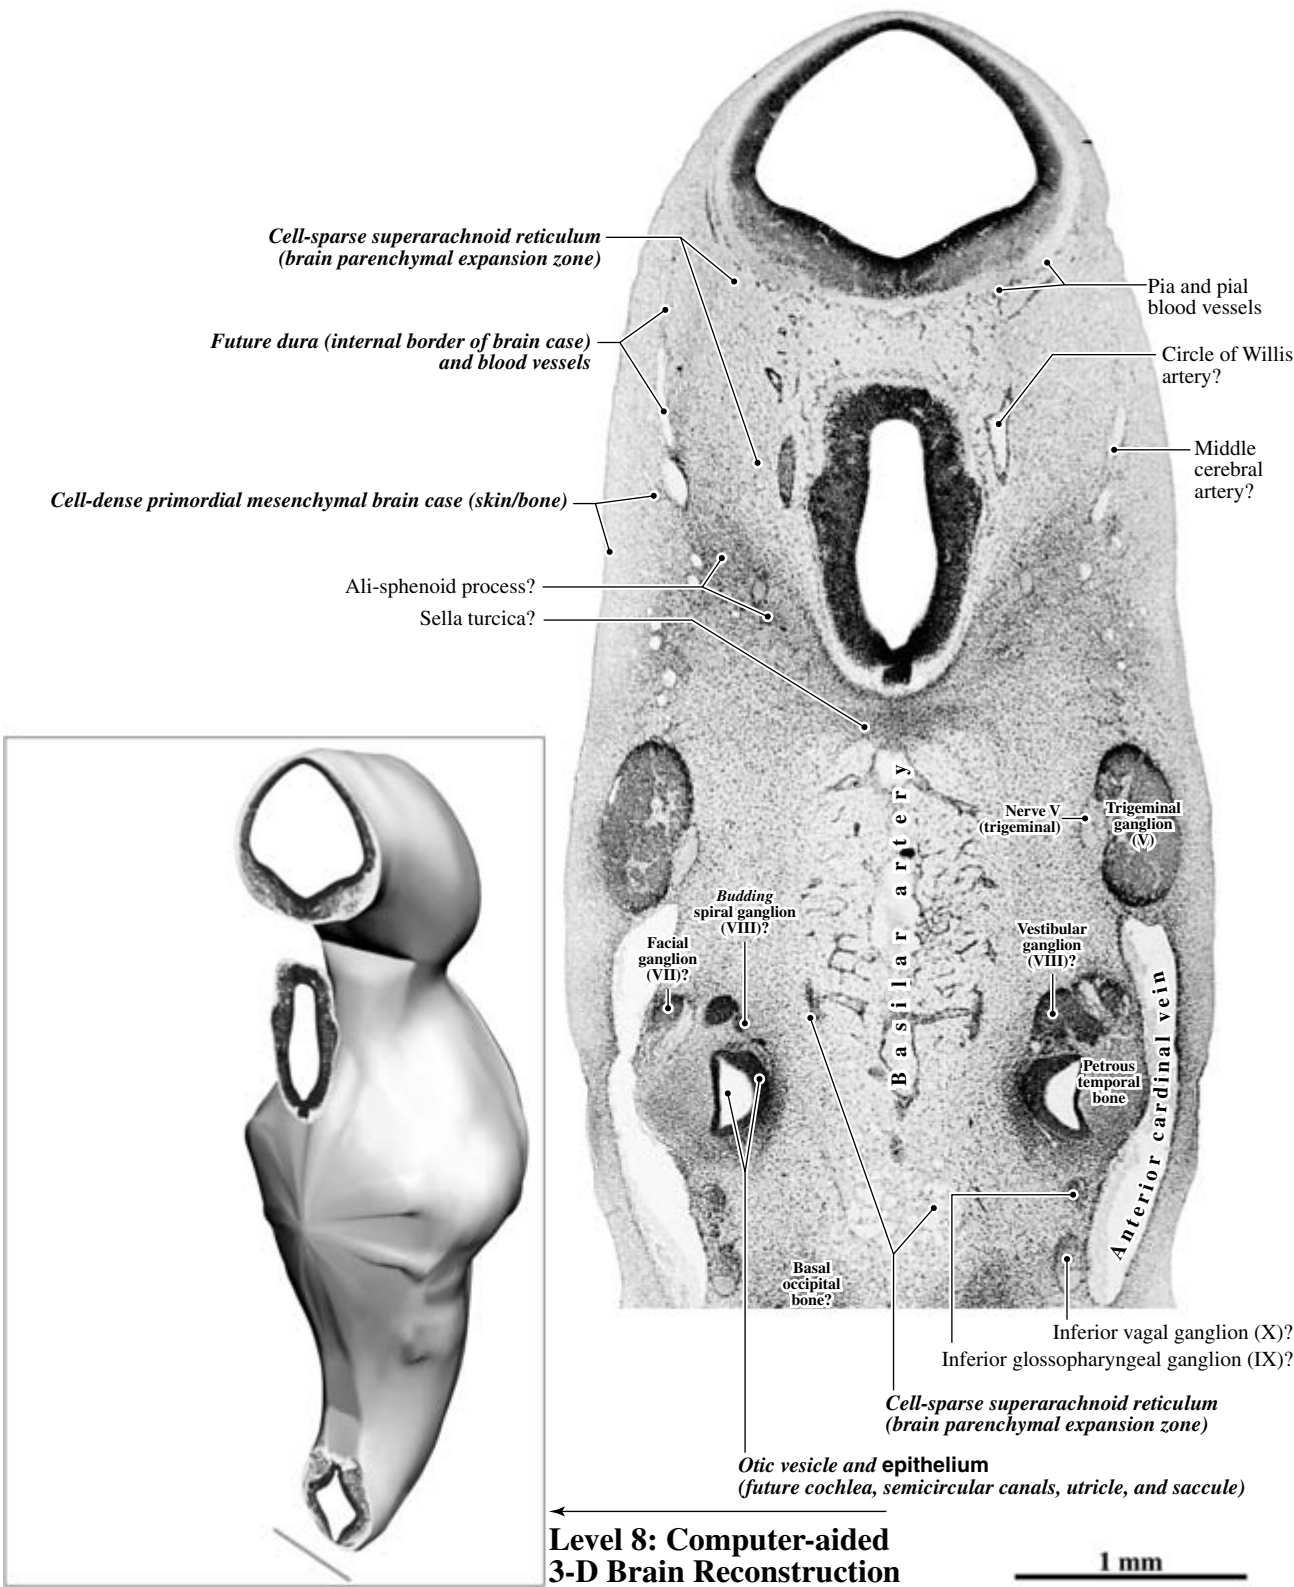 Cell-sparse superarachnoid reticulum
(brain parenchymal expansion zone)
Pia and pial
blood vessels
Future dura (internal border of brain case)
and blood vessels
Circle of Willis
artery?
Middle
cerebral
artery?
Cell-dense primordial mesenchymal brain case (skin/bone)
Ali-sphenoid process?
Sella turcica?
Basilar artery
Nerve V
(trigeminal)
Trigeminal
ganglion
(V)
Budding
spiral ganglion
(VIII)?
Facial
ganglion
(VII)?
Vestibular
ganglion
(VIII)?
Petrous
temporal
bone
Anterior cardinal vein
Basal
occipital
bone?
Inferior vagal ganglion (X)?
Inferior glossopharyngeal ganglion (IX)?
Cell-sparse superarachnoid reticulum
(brain parenchymal expansion zone)
Otic vesicle and epithelium
(future cochlea, semicircular canals, utricle, and saccule)
Level 8: Computer-aided
3-D Brain Reconstruction
1 mm